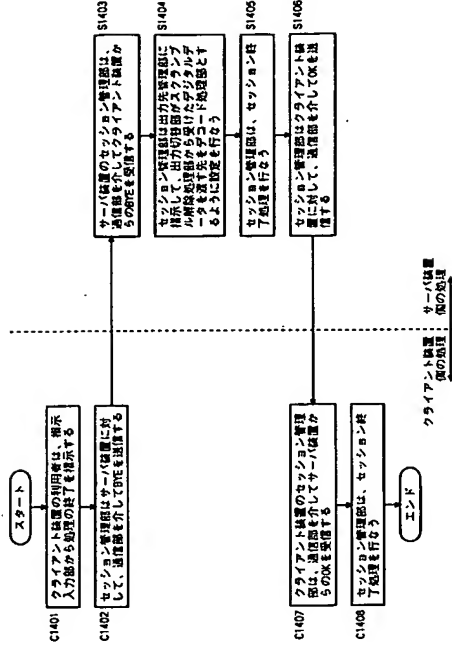 スタート
C1401
クライアント装置の利用者は、指示
入力部から処理の終了を指示する
C1402
セッション管理部はサーバ装置に対
して、通信部を介してBYEを送信する
S1403
サーバ装置のセッション管理部は、
通信部を介してクライアント装置か
らのBYEを受信する
S1404
セッション管理部は出力先管理部に
指示して、出力切替部がスクランブ
ル解除処理部から受けたデジタルデ
ータを渡す先をデコード処理部とす
るように設定を行なう
S1405
セッション管理部は、セッション終
了処理を行なう
S1406
セッション管理部はクライアント装
置に対して、通信部を介してOKを送
信する
C1407
クライアント装置のセッション管理
部は、通信部を介してサーバ装置か
らのOKを受信する
C1408
セッション管理部は、セッション終
了処理を行なう
エンド
クライアント装置
側の処理
サーバ装置
側の処理